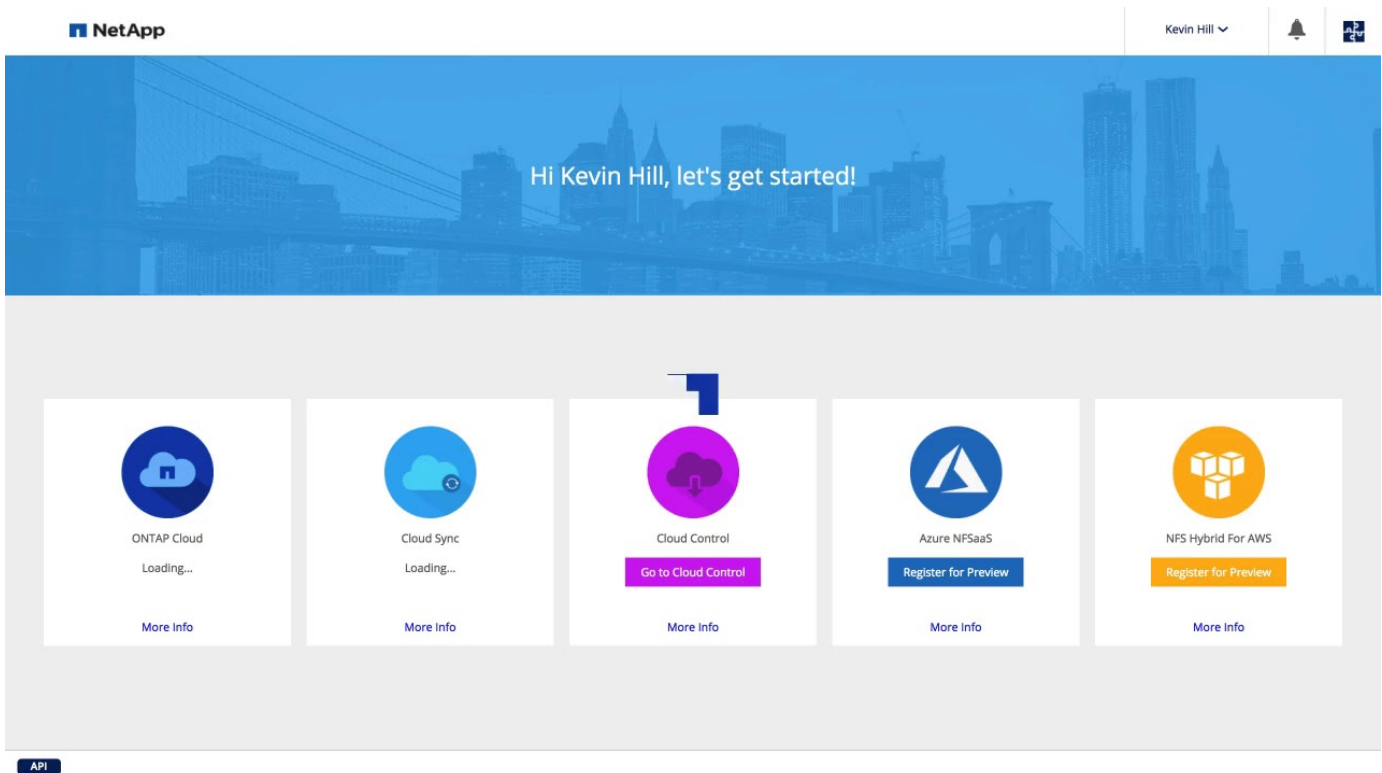 NetApp
Kevin Hill
Hi Kevin Hill, let's get started!
ONTAP Cloud
Loading...
More Info
Cloud Sync
Loading...
More Info
Cloud Control
Go to Cloud Control
More Info
Azure NFSaaS
Register for Preview
More Info
NFS Hybrid For AWS
Register for Preview
More Info
API